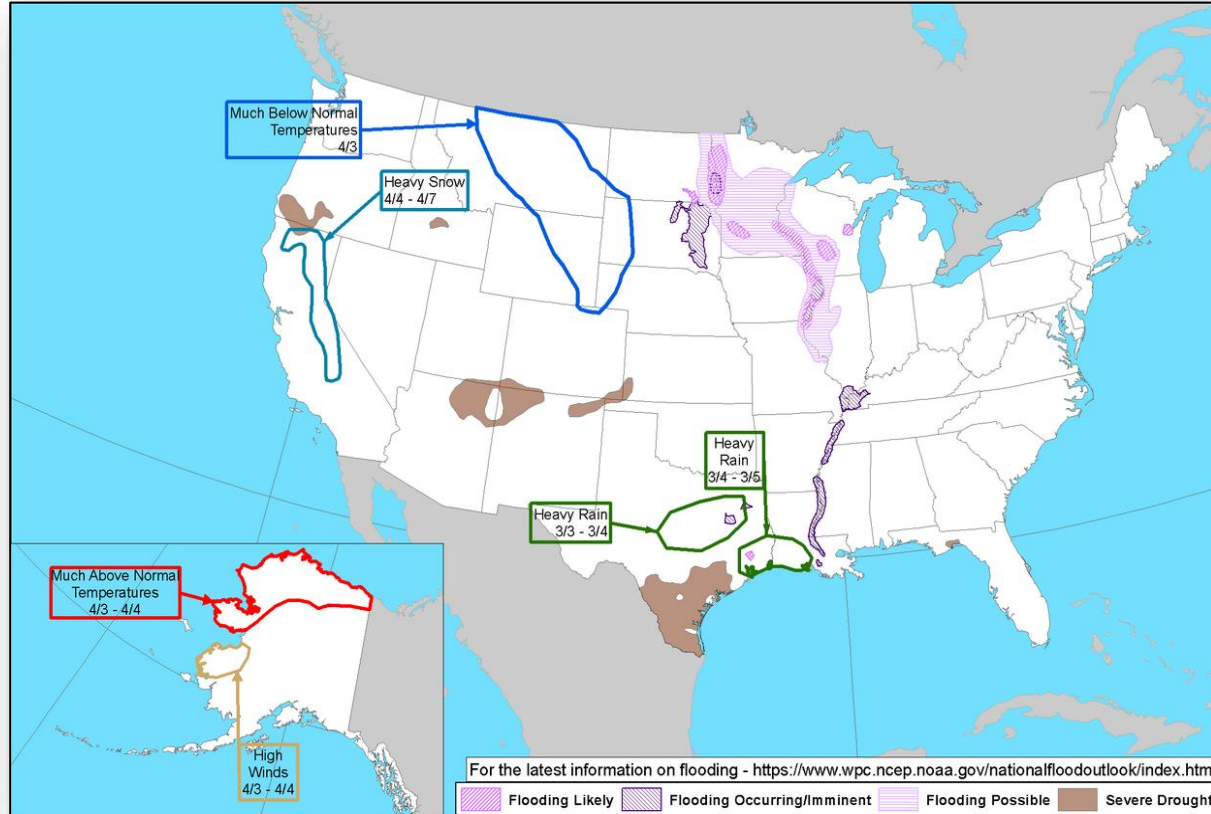 Much Below Normal
Temperatures
4/3
Heavy Snow
4/4 - 4/7
Heavy
Rain
3/4 - 3/5
Heavy Rain
3/3 - 3/4
Much Above Normal
Temperatures
4/3 - 4/4
High
Winds
4/3 - 4/4
For the latest information on flooding - https://www.wpc.ncep.noaa.gov/nationalfloodoutlook/index.htm
Flooding Likely
Flooding Occurring/Imminent
Flooding Possible
Severe Drought